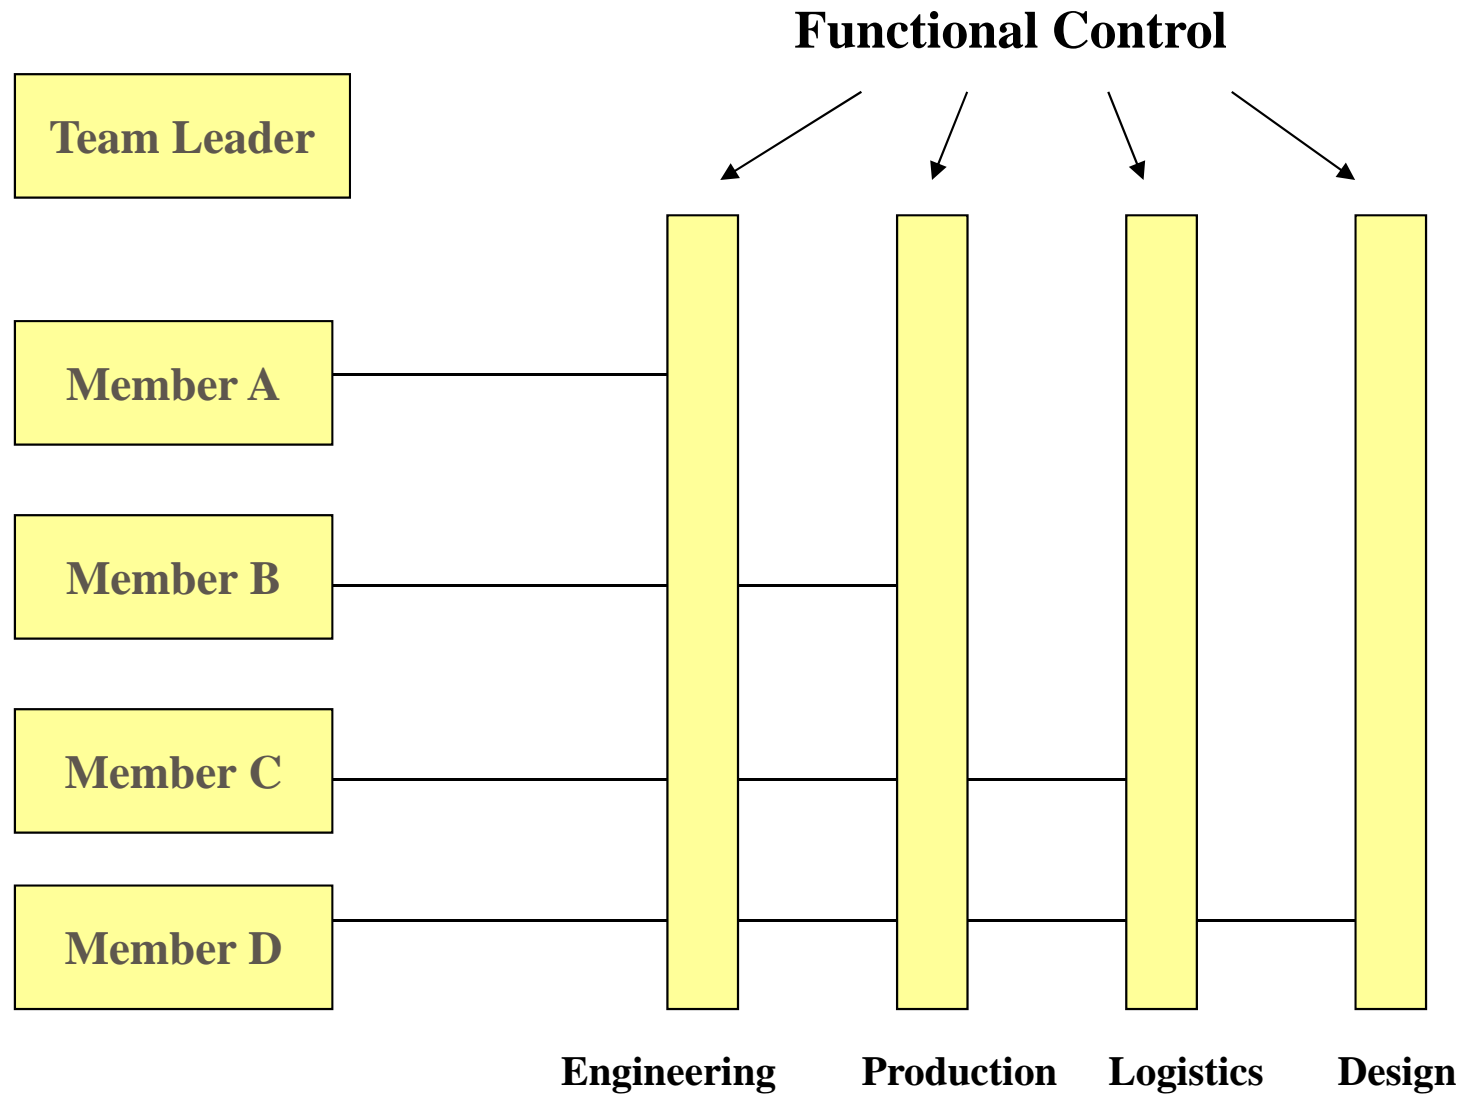 Functional Control
Team Leader
Member A
Member B
Member C
Member D
Engineering
Production
Logistics
Design